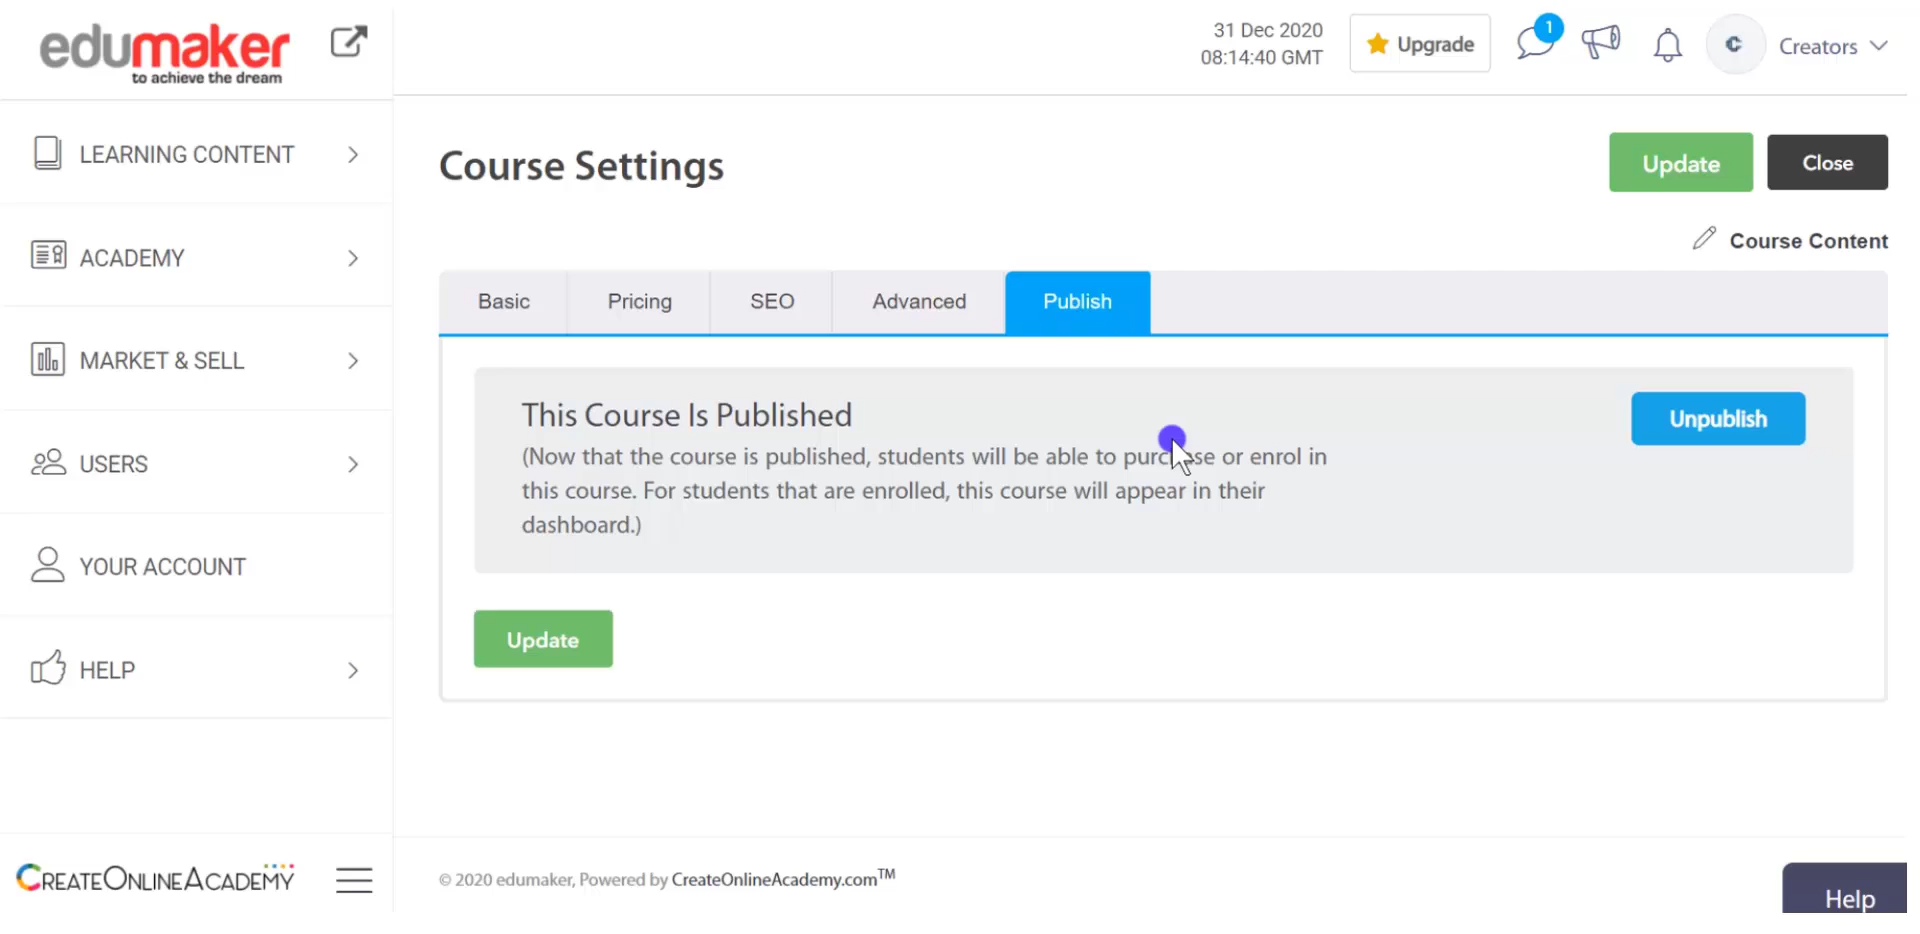 edumaker
to achieve the dream
31 Dec 2020
08:14:40 GMT
Upgrade
1
C
Creators
LEARNING CONTENT
ACADEMY
MARKET & SELL
USERS
YOUR ACCOUNT
HELP
Course Settings
Update
Close
Course Content
Basic
Pricing
SEO
Advanced
Publish
This Course Is Published
(Now that the course is published, students will be able to purchase or enrol in
this course. For students that are enrolled, this course will appear in their
dashboard.)
Unpublish
Update
CREATEONLINEACADEMY
© 2020 edumaker, Powered by CreateOnlineAcademy.com™
Help